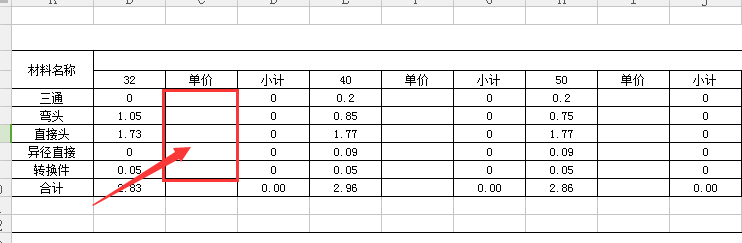 A B C D E F G H I J
材料名称
32 单价 小计 40 单价 小计 50 单价 小计
三通 0 0 0.2 0 0.2 0
弯头 1.05 0 0.85 0 0.75 0
直接头 1.73 0 1.77 0 1.77 0
异径直接 0 0 0.09 0 0.09 0
转换件 0.05 0 0.05 0 0.05 0
合计 2.83 0.00 2.96 0.00 2.86 0.00